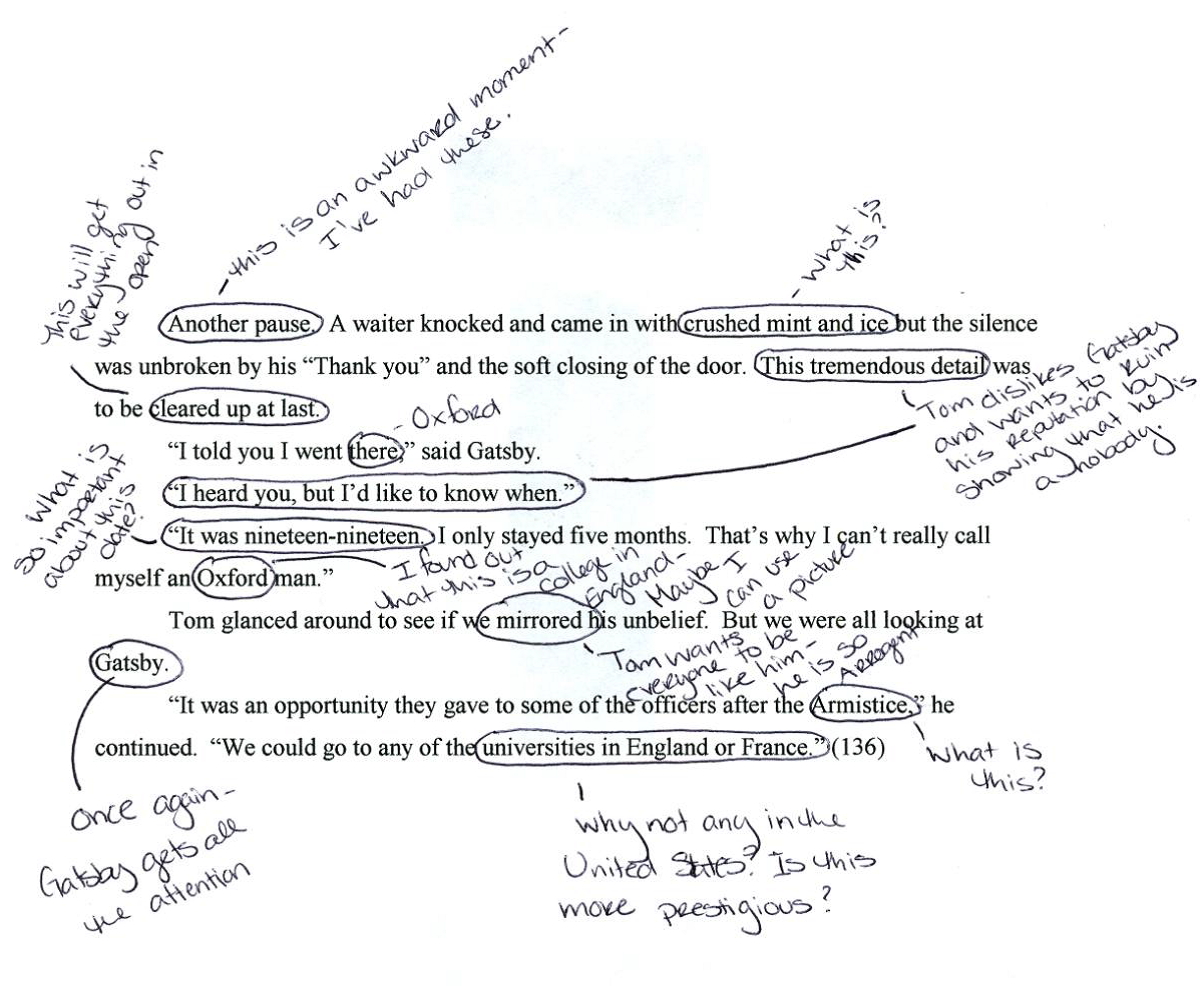 this is an awkward moment-
I've had these.
This will get
everything out in
the open
- what is
this?
Another pause. A waiter knocked and came in with crushed mint and ice but the silence
was unbroken by his “Thank you” and the soft closing of the door. This tremendous detail was
to be cleared up at last.
Tom dislikes Gatsby
and wants to ruin
his reputation by
showing that he is
a nobody.
- Oxford
“I told you I went there,” said Gatsby.
“I heard you, but I’d like to know when.”
What is
so important
about this
date?
“It was nineteen-nineteen. I only stayed five months. That’s why I can’t really call
myself an Oxford man.”
I found out
that this is a
college in
England-
Maybe I
can use
a picture
Tom glanced around to see if we mirrored his unbelief. But we were all looking at
Gatsby.
Tom wants
everyone to be
like him-
he is so
Arrogent
“It was an opportunity they gave to some of the officers after the Armistice,” he
continued. “We could go to any of the universities in England or France.” (136)
What is
this?
once again-
Gatsby gets all
the attention
why not any in the
United States? Is this
more prestigious?